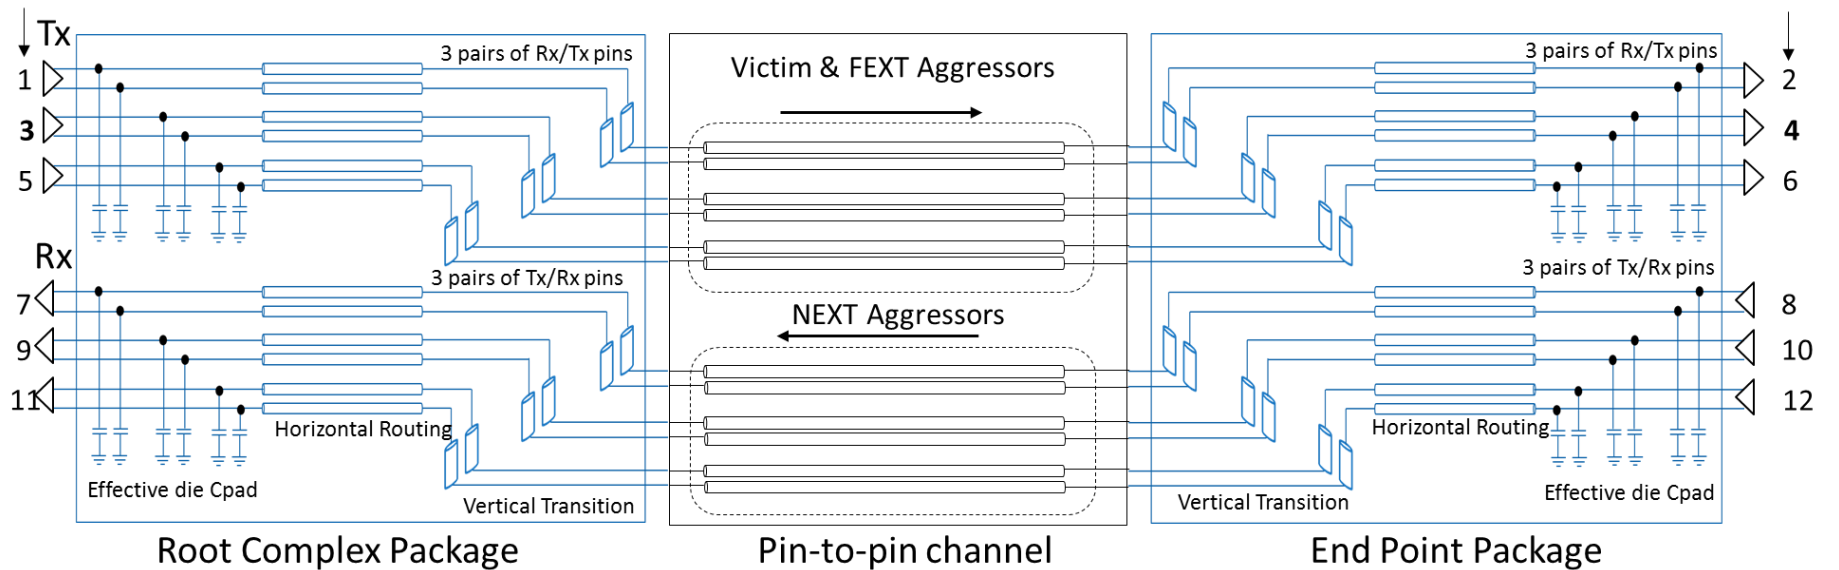 Tx
1
3
5
3 pairs of Rx/Tx pins
Victim & FEXT Aggressors
3 pairs of Rx/Tx pins
2
4
6
Rx
7
9
11
3 pairs of Tx/Rx pins
NEXT Aggressors
3 pairs of Tx/Rx pins
8
10
12
Horizontal Routing
Horizontal Routing
Effective die Cpad
Vertical Transition
Vertical Transition
Effective die Cpad
Root Complex Package
Pin-to-pin channel
End Point Package